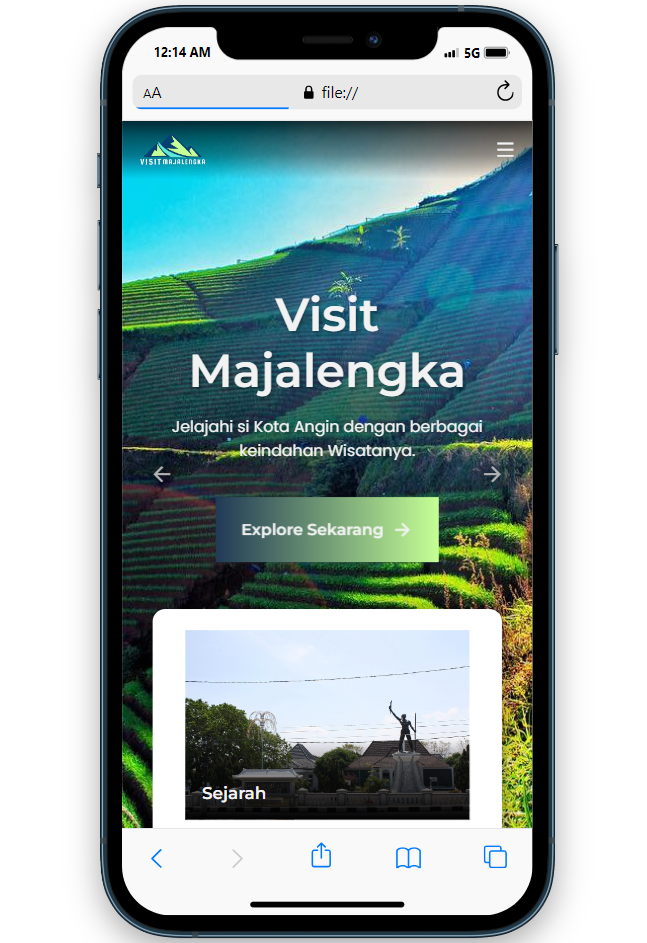 12:14 AM
5G
AA
file://
VISIT MAJALENGKA
Visit
Majalengka
Jelajahi si Kota Angin dengan berbagai
keindahan Wisatanya.
Explore Sekarang
Sejarah